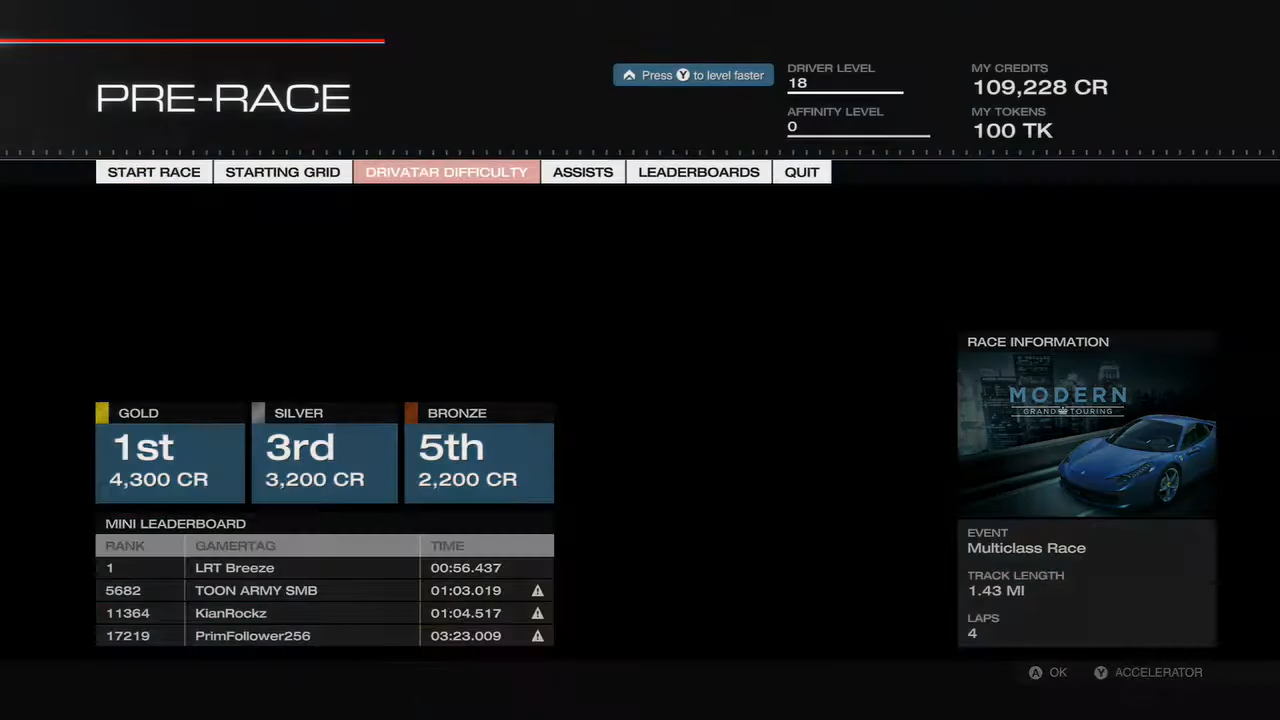 PRE-RACE
Press Y to level faster
DRIVER LEVEL
18
AFFINITY LEVEL
0
MY CREDITS
109,228 CR
MY TOKENS
100 TK
START RACE STARTING GRID DRIVATAR DIFFICULTY ASSISTS LEADERBOARDS QUIT
RACE INFORMATION
MODERN
GRAND TOURING
GOLD SILVER BRONZE
1st 3rd 5th
4,300 CR 3,200 CR 2,200 CR
MINI LEADERBOARD
RANK GAMERTAG TIME
1 LRT Breeze 00:56.437
5682 TOON ARMY SMB 01:03.019
11364 KianRockz 01:04.517
17219 PrimFollower256 03:23.009
EVENT
Multiclass Race
TRACK LENGTH
1.43 MI
LAPS
4
A OK Y ACCELERATOR